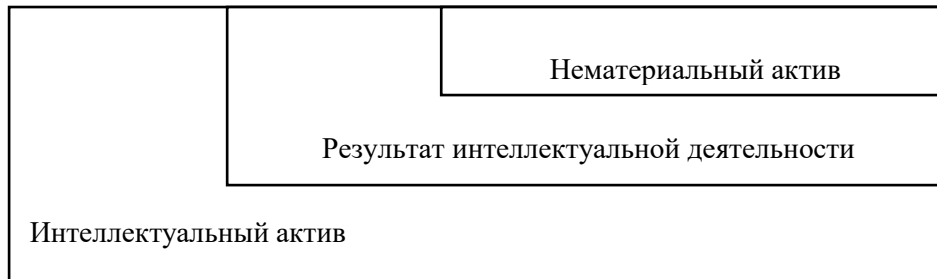 Нематериальный актив
Результат интеллектуальной деятельности
Интеллектуальный актив